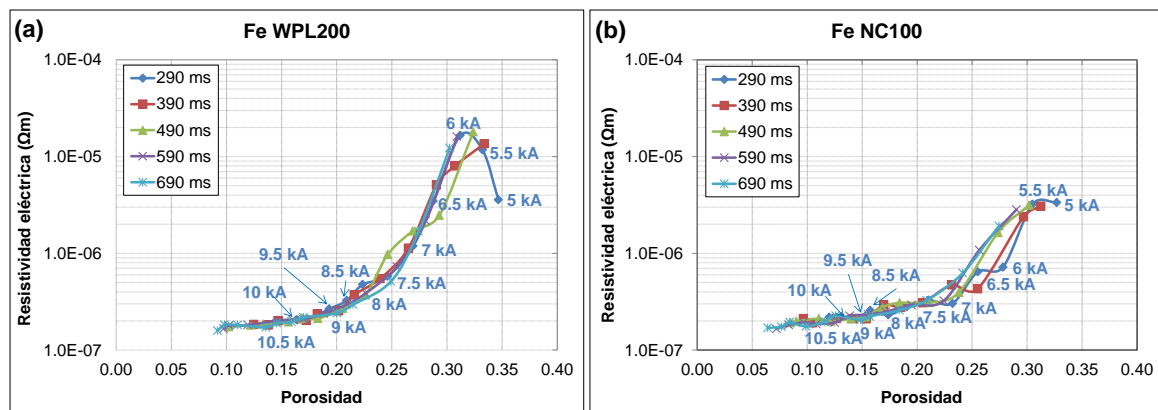 (a)
Fe WPL200
Resistividad eléctrica (Ωm)
1.0E-04
1.0E-05
1.0E-06
1.0E-07
290 ms
390 ms
490 ms
590 ms
690 ms
6 kA
5.5 kA
5 kA
6.5 kA
7 kA
7.5 kA
8 kA
8.5 kA
9 kA
9.5 kA
10 kA
10.5 kA
0.00 0.05 0.10 0.15 0.20 0.25 0.30 0.35 0.40
Porosidad
(b)
Fe NC100
Resistividad eléctrica (Ωm)
1.0E-04
1.0E-05
1.0E-06
1.0E-07
290 ms
390 ms
490 ms
590 ms
690 ms
5.5 kA
5 kA
6 kA
6.5 kA
7 kA
7.5 kA
8 kA
8.5 kA
9 kA
9.5 kA
10 kA
10.5 kA
0.00 0.05 0.10 0.15 0.20 0.25 0.30 0.35 0.40
Porosidad